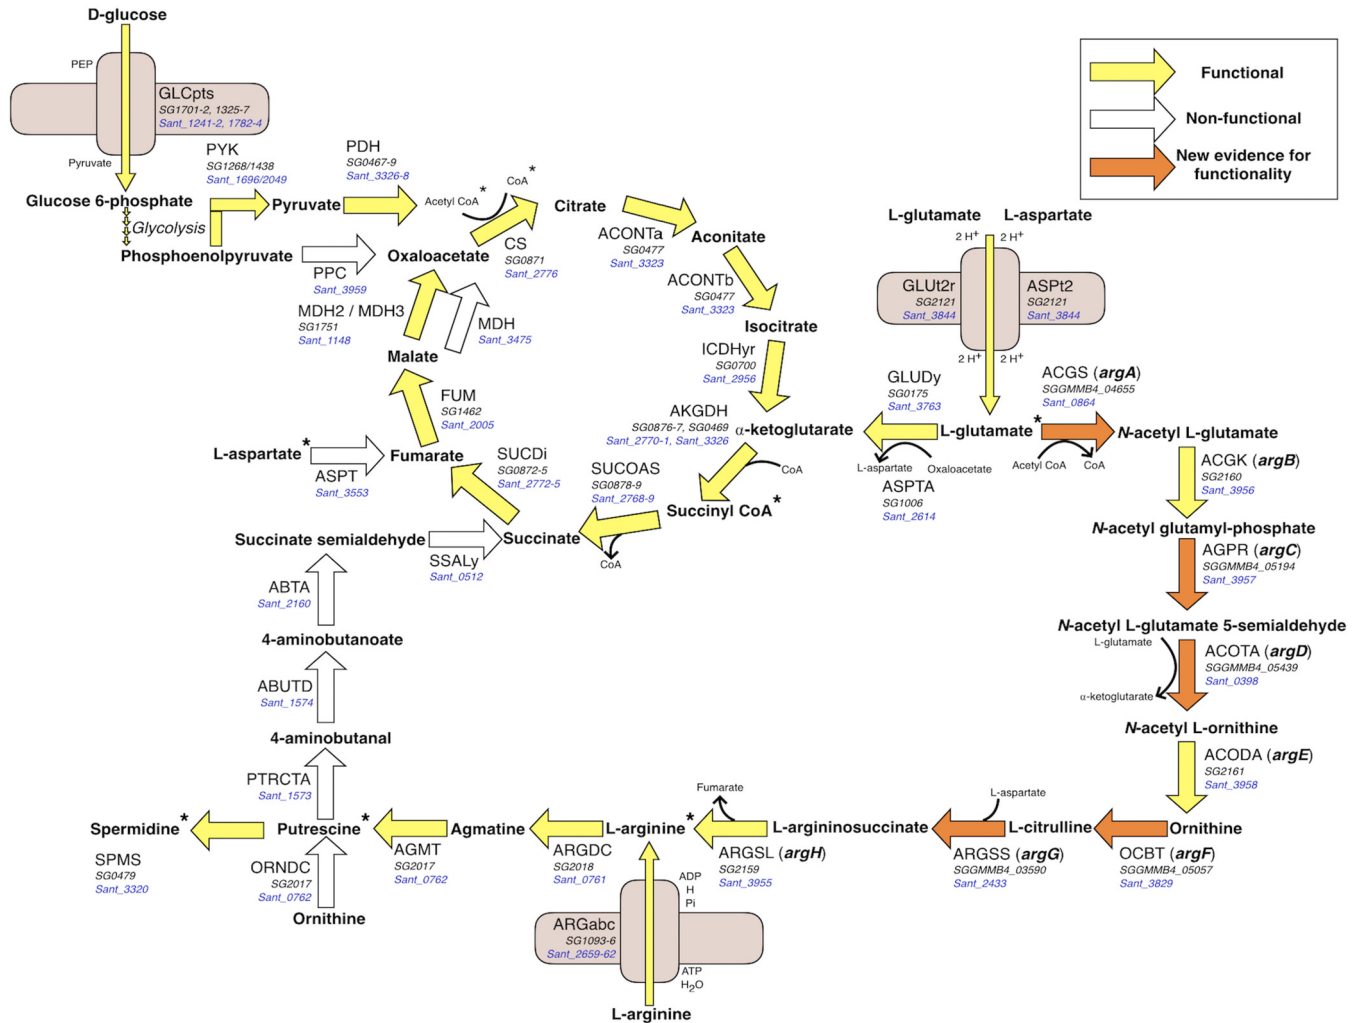 D-glucose
PEP
GLCpts
SG1701-2, 1325-7
Sant_1241-2, 1782-4
Pyruvate
Glucose 6-phosphate
Glycolysis
Phosphoenolpyruvate
PYK
SG1268/1438
Sant_1696/2049
Pyruvate
PDH
SG0467-9
Sant_3326-8
Acetyl CoA*
CoA*
PPC
Sant_3959
Oxaloacetate
CS
SG0871
Sant_2776
Citrate
ACONTa
SG0477
Sant_3323
Aconitate
ACONTb
SG0477
Sant_3323
Isocitrate
ICDHyr
SG0700
Sant_2956
MDH2 / MDH3
SG1751
Sant_1148
MDH
Sant_3475
Malate
FUM
SG1462
Sant_2005
L-aspartate*
ASPT
Sant_3553
Fumarate
SUCDi
SG0872-5
Sant_2772-5
AKGDH
SG0876-7, SG0469
Sant_2770-1, Sant_3326
α-ketoglutarate
CoA
SUCOAS
SG0878-9
Sant_2768-9
Succinyl CoA*
CoA
Succinate semialdehyde
SSALy
Sant_0512
Succinate
Functional
Non-functional
New evidence for
functionality
L-glutamate
L-aspartate
2 H+
2 H+
GLUt2r
SG2121
Sant_3844
ASPt2
SG2121
Sant_3844
2 H+
2 H+
GLUDy
SG0175
Sant_3763
L-glutamate*
L-aspartate
Oxaloacetate
ASPTA
SG1006
Sant_2614
ACGS (argA)
SGGMMB4_04655
Sant_0864
Acetyl CoA
CoA
N-acetyl L-glutamate
ACGK (argB)
SG2160
Sant_3956
N-acetyl glutamyl-phosphate
AGPR (argC)
SGGMMB4_05194
Sant_3957
N-acetyl L-glutamate 5-semialdehyde
L-glutamate
ACOTA (argD)
SGGMMB4_05439
Sant_0398
α-ketoglutarate
N-acetyl L-ornithine
ACODA (argE)
SG2161
Sant_3958
Ornithine
OCBT (argF)
SGGMMB4_05057
Sant_3829
L-citrulline
L-aspartate
ARGSS (argG)
SGGMMB4_03590
Sant_2433
L-argininosuccinate
Fumarate
ARGSL (argH)
SG2159
Sant_3955
L-arginine*
ARGDC
SG2018
Sant_0761
Agmatine
AGMT
SG2017
Sant_0762
Putrescine*
Spermidine*
SPMS
SG0479
Sant_3320
ORNDC
SG2017
Sant_0762
Ornithine
PTRCTA
Sant_1573
4-aminobutanal
ABUTD
Sant_1574
4-aminobutanoate
ABTA
Sant_2160
ADP
H
Pi
ARGabc
SG1093-6
Sant_2659-62
ATP
H2O
L-arginine